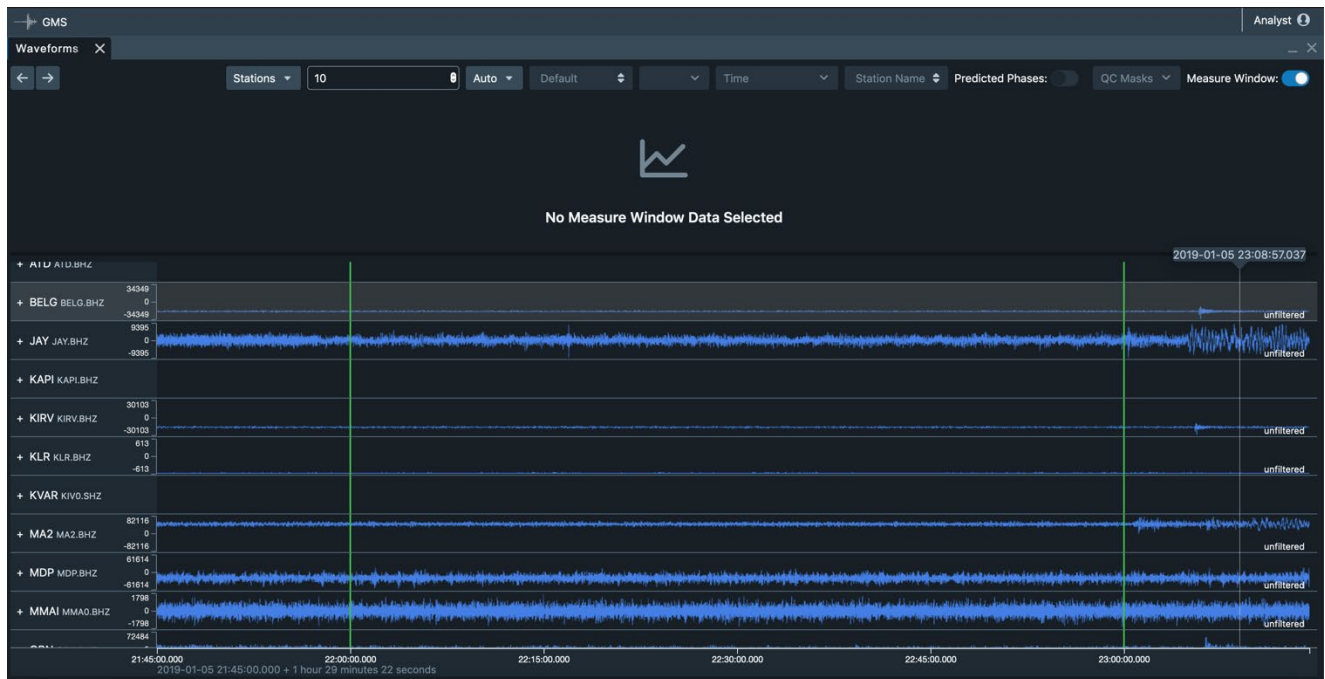 GMS Analyst
Waveforms
Stations 10 Auto Default Time Station Name Predicted Phases: QC Masks Measure Window:
No Measure Window Data Selected
2019-01-05 23:08:57.037
+ ATD ATD.BHZ
34349
+ BELG BELG.BHZ 0
-34349 unfiltered
9395
+ JAY JAY.BHZ 0
-9395 unfiltered
+ KAPI KAPI.BHZ
30103
+ KIRV KIRV.BHZ 0
-30103 unfiltered
613
+ KLR KLR.BHZ 0
-613 unfiltered
+ KVAR KIV0.SHZ
82116
+ MA2 MA2.BHZ 0
-82116 unfiltered
61614
+ MDP MDP.BHZ 0
-61614 unfiltered
1798
+ MMAI MMA0.BHZ 0
-1798 unfiltered
72484
21:45:00.000 22:00:00.000 22:15:00.000 22:30:00.000 22:45:00.000 23:00:00.000
2019-01-05 21:45:00.000 + 1 hour 29 minutes 22 seconds